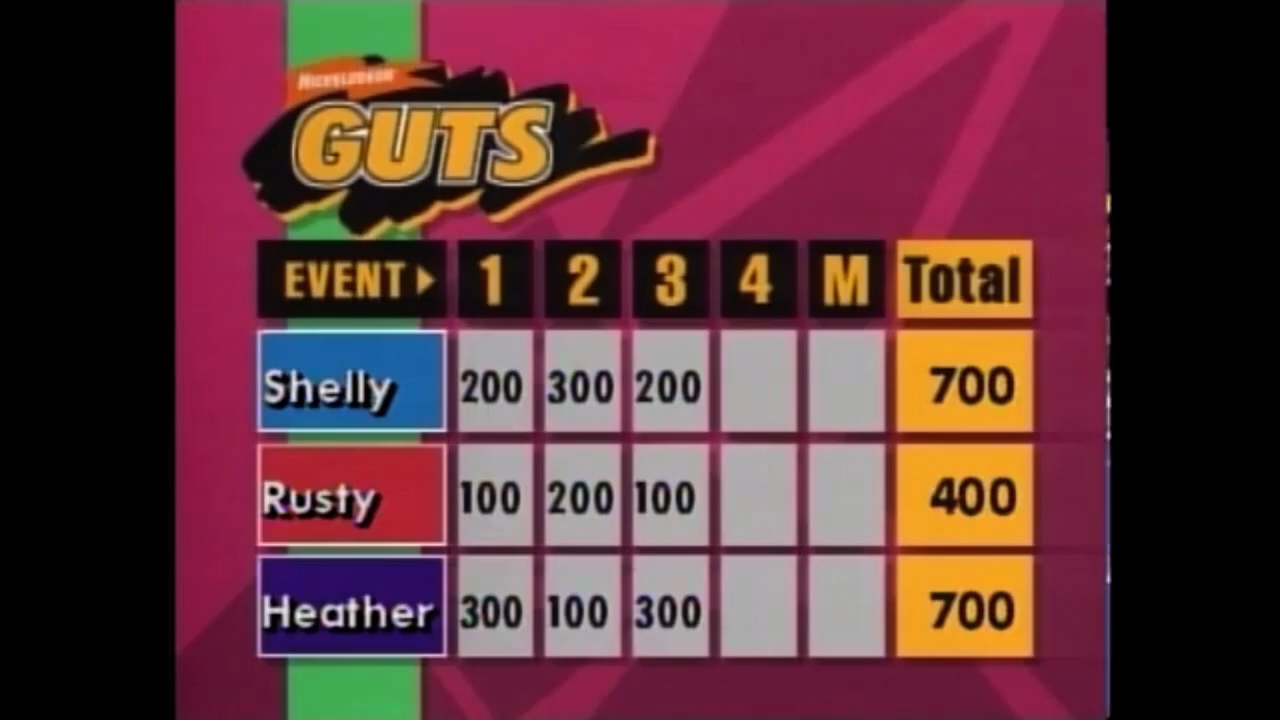 NICKELODEON
GUTS
EVENT 1 2 3 4 M Total
Shelly 200 300 200 700
Rusty 100 200 100 400
Heather 300 100 300 700